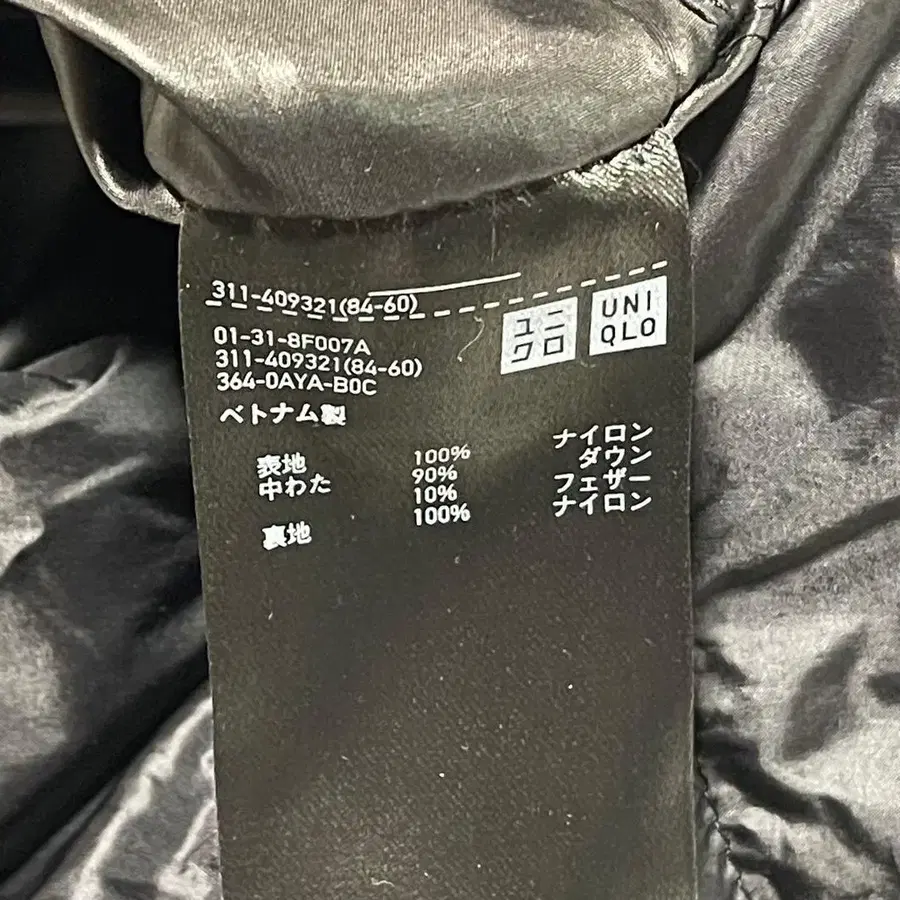 311-409321(84-60)
ユニ
クロ
UNI
QLO
01-31-8F007A
311-409321(84-60)
364-0AYA-B0C
ベトナム製
表地 100% ナイロン
中わた 90% ダウン
10% フェザー
裏地 100% ナイロン